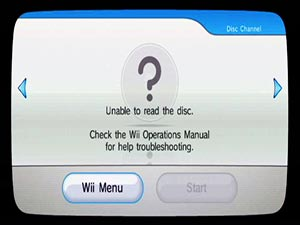 Disc Channel
?
Unable to read the disc.
Check the Wii Operations Manual
for help troubleshooting.
Wii Menu
Start